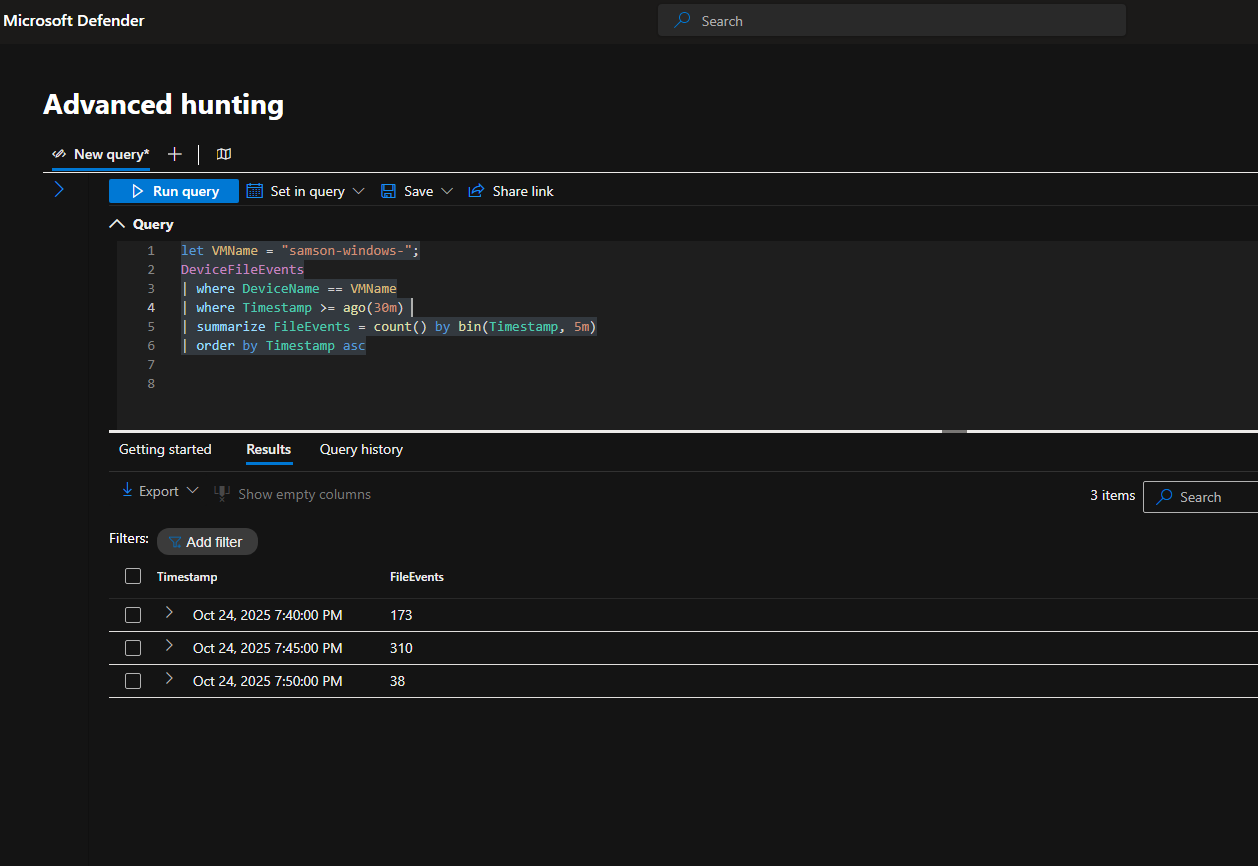 Microsoft Defender
Search
Advanced hunting
New query*
Run query
Set in query
Save
Share link
Query
1 let VMName = "samson-windows-";
2 DeviceFileEvents
3 | where DeviceName == VMName
4 | where Timestamp >= ago(30m)
5 | summarize FileEvents = count() by bin(Timestamp, 5m)
6 | order by Timestamp asc
7
8
Getting started Results Query history
Export Show empty columns 3 items Search
Filters: Add filter
Timestamp FileEvents
Oct 24, 2025 7:40:00 PM 173
Oct 24, 2025 7:45:00 PM 310
Oct 24, 2025 7:50:00 PM 38